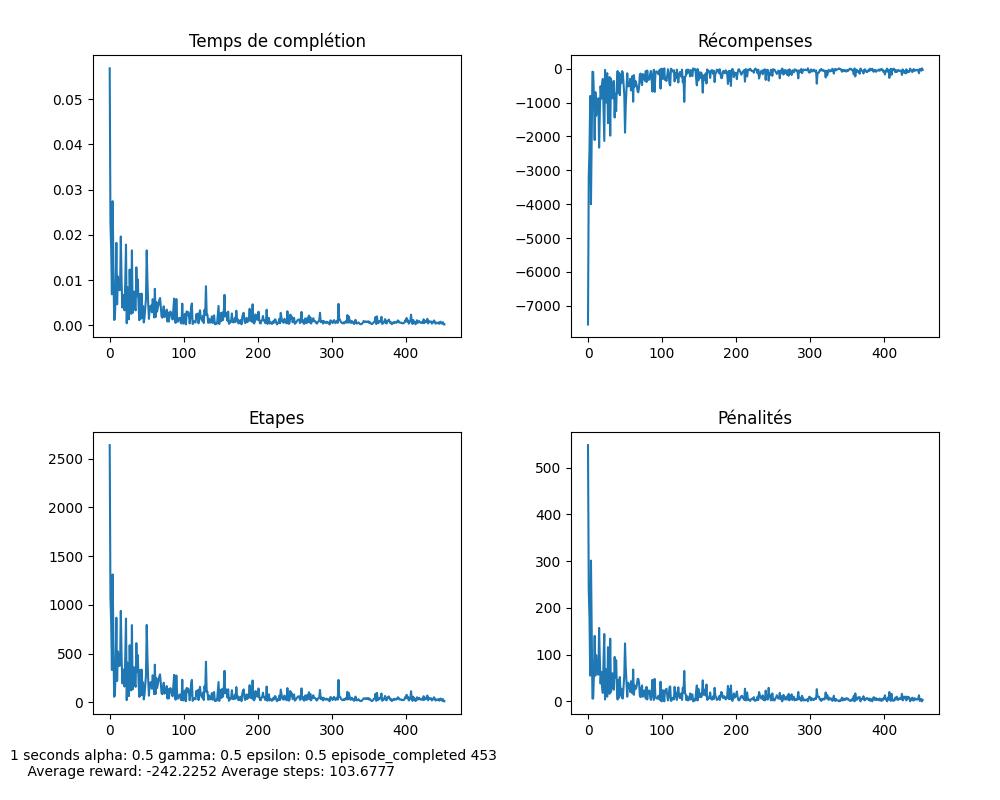 Temps de complétion
0.05
0.04
0.03
0.02
0.01
0.00
0 100 200 300 400
Récompenses
0
−1000
−2000
−3000
−4000
−5000
−6000
−7000
0 100 200 300 400
Etapes
2500
2000
1500
1000
500
0
0 100 200 300 400
Pénalités
500
400
300
200
100
0
0 100 200 300 400
1 seconds alpha: 0.5 gamma: 0.5 epsilon: 0.5 episode_completed 453
Average reward: -242.2252 Average steps: 103.6777